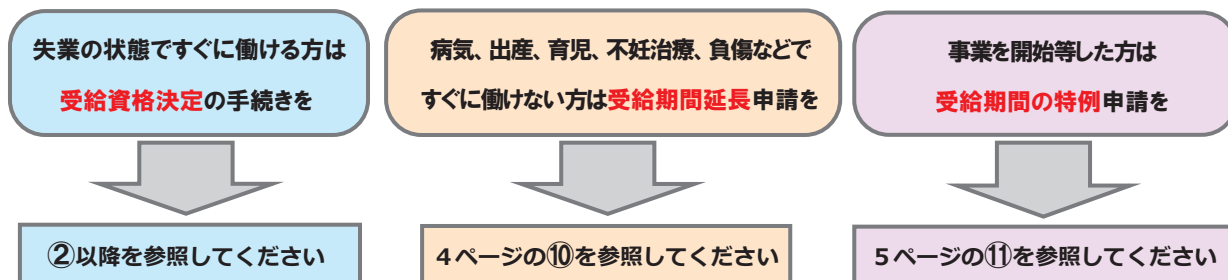 失業の状態ですぐに働ける方は
受給資格決定の手続きを
病気、出産、育児、不妊治療、負傷などで
すぐに働けない方は受給期間延長申請を
事業を開始等した方は
受給期間の特例申請を
②以降を参照してください
4ページの⑩を参照してください
5ページの⑪を参照してください